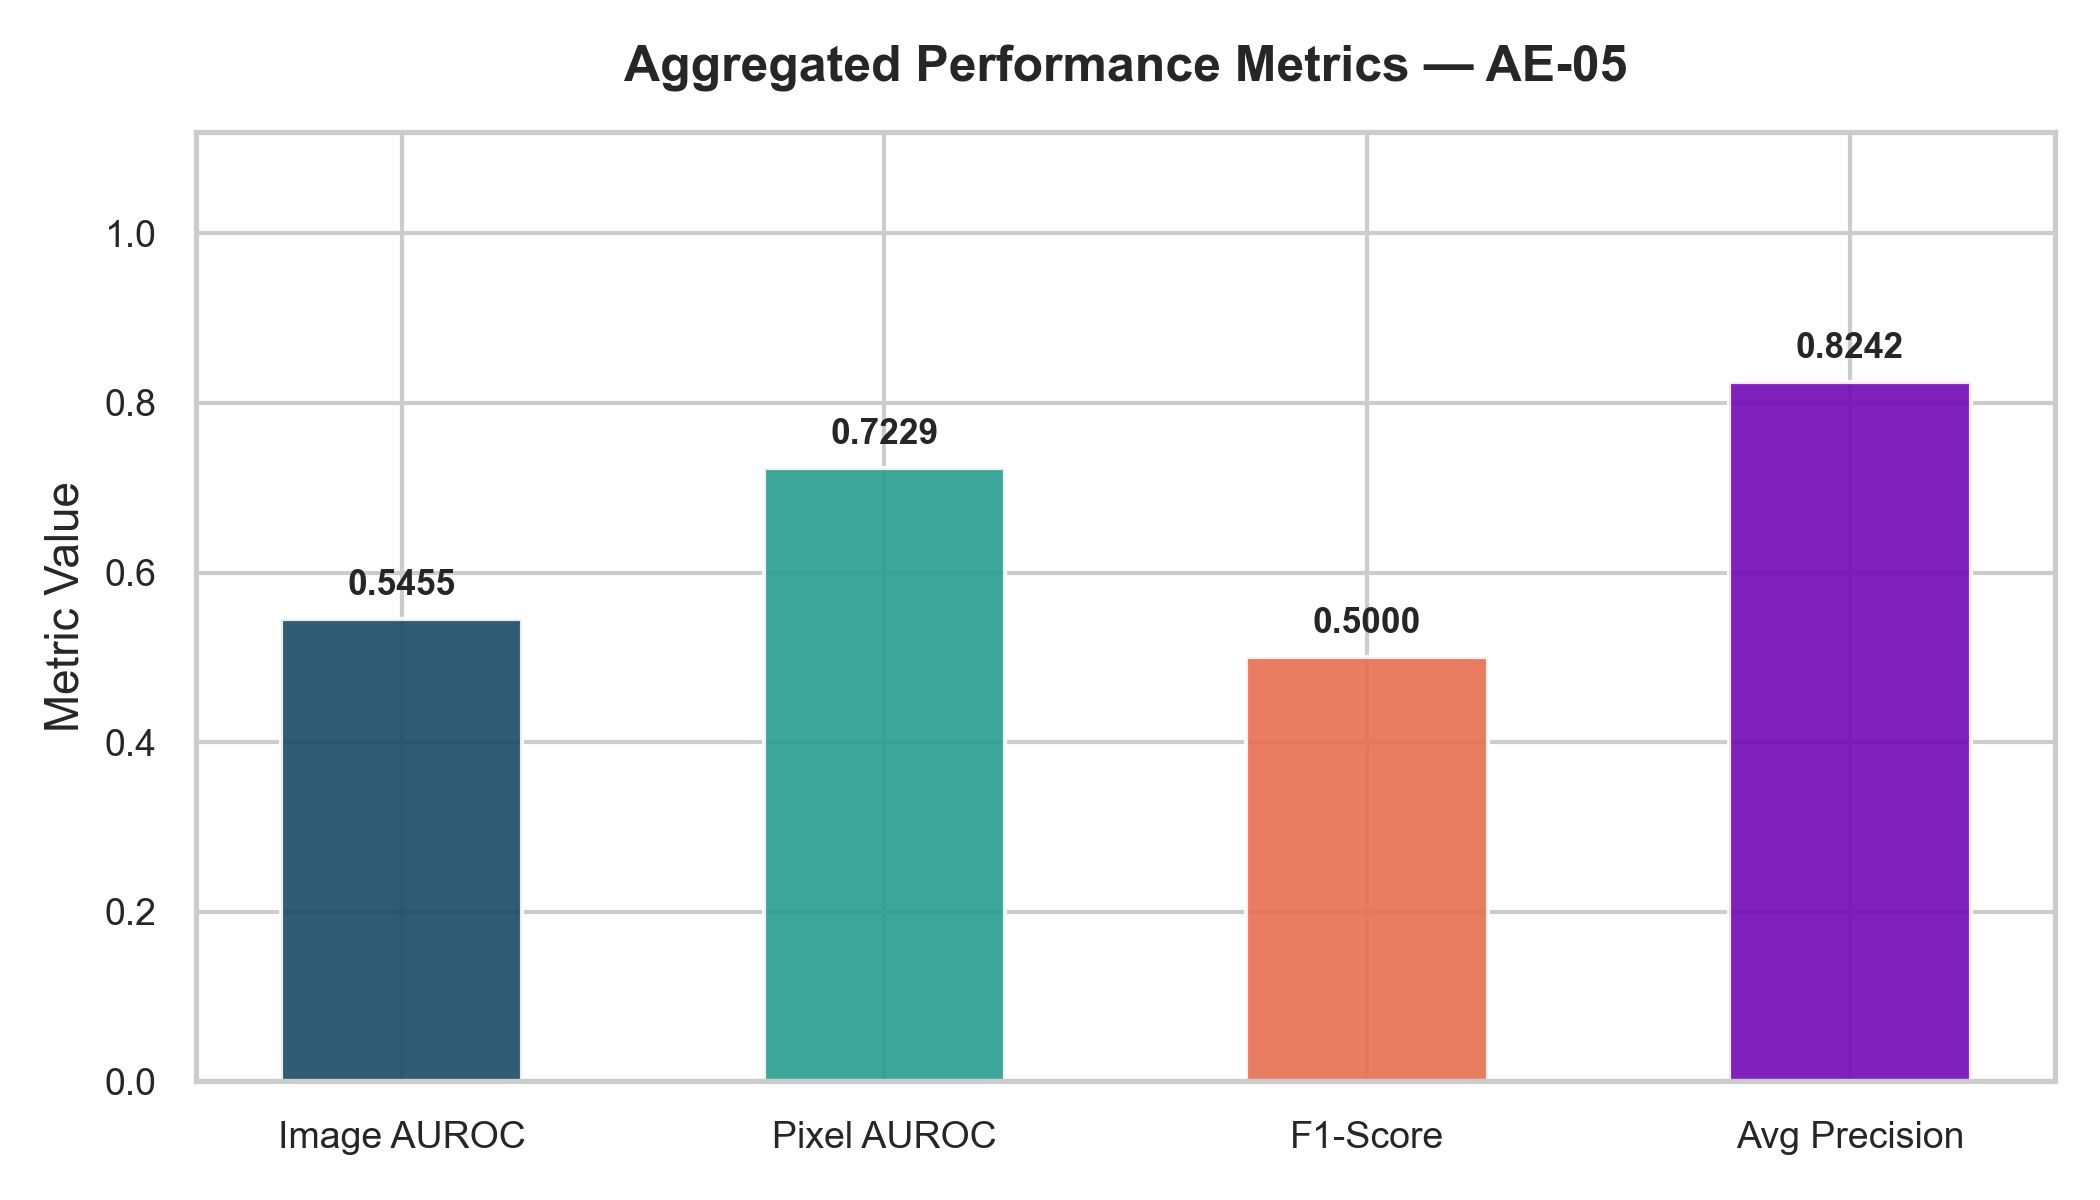 Aggregated Performance Metrics — AE-05
Metric Value
1.0
0.8
0.6
0.4
0.2
0.0
0.5455
0.7229
0.5000
0.8242
Image AUROC
Pixel AUROC
F1-Score
Avg Precision